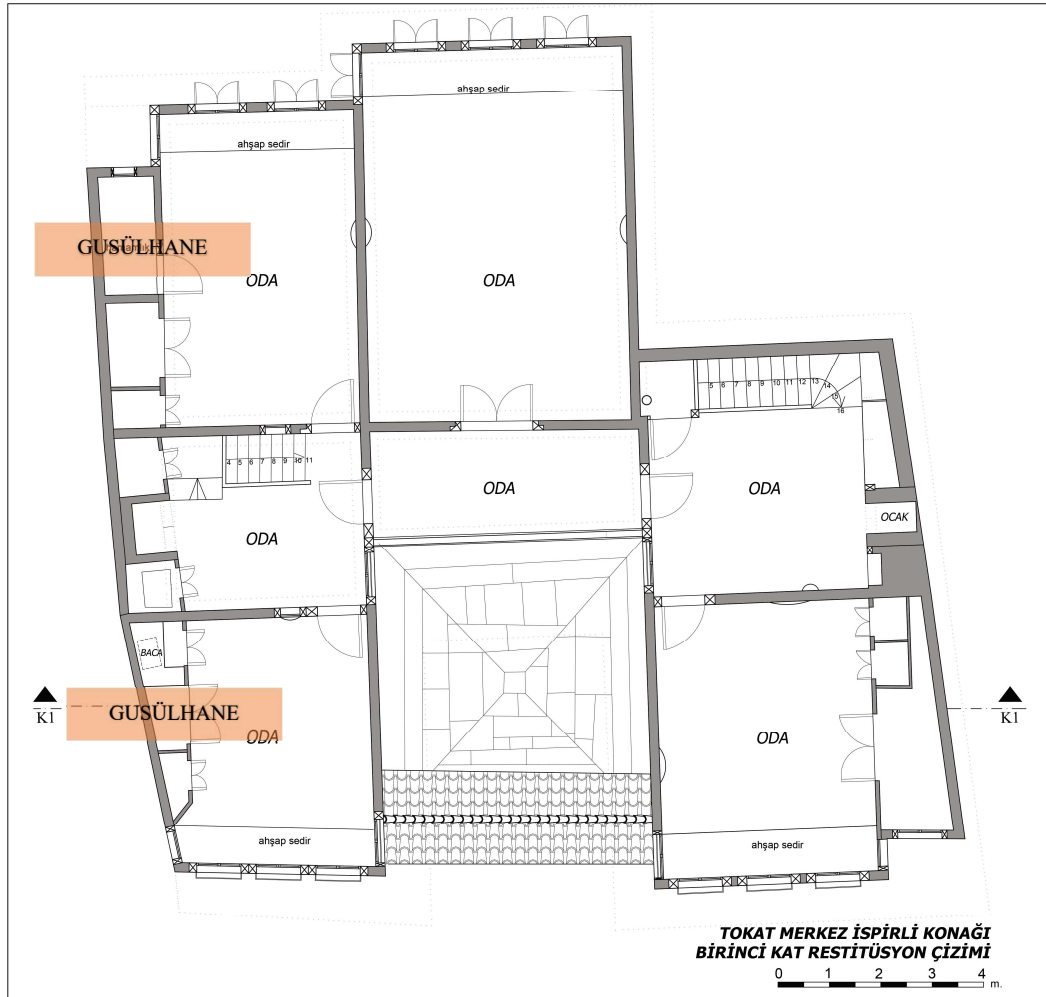 ahşap sedir
ahşap sedir
GUSÜLHANE
ODA
ODA
5 6 7 8 9 10 11 12 13 14 15 16
4 5 6 7 8 9 10 11
ODA
ODA
OCAK
ODA
BACA
GUSÜLHANE
K1
K1
ODA
ODA
ahşap sedir
ahşap sedir
TOKAT MERKEZ İSPİRLİ KONAĞI
BİRİNCİ KAT RESTİTÜSYON ÇİZİMİ
0 1 2 3 4 m.